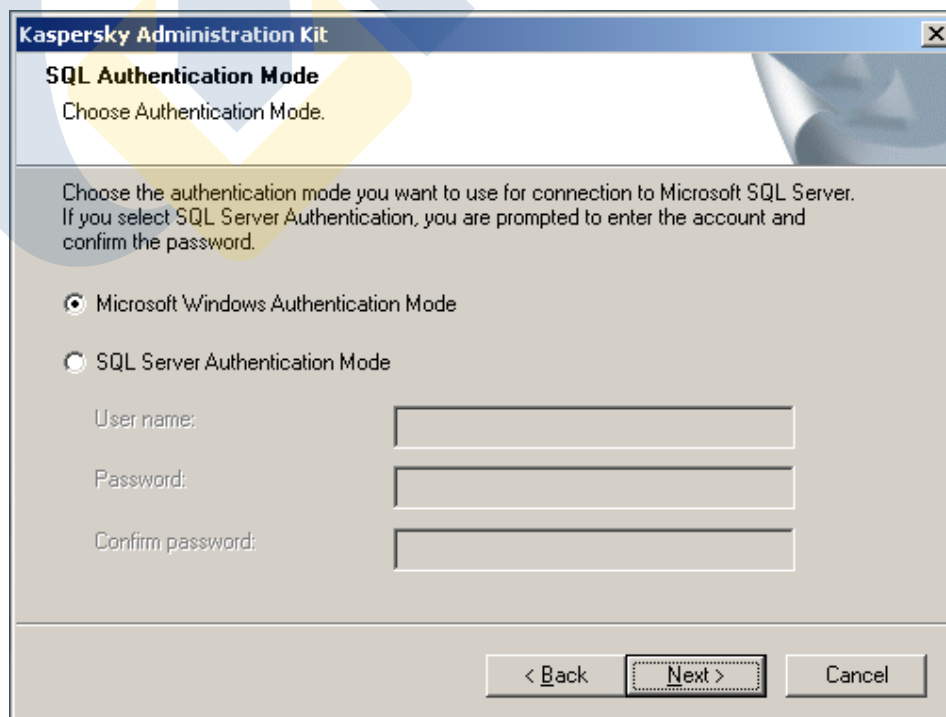 Kaspersky Administration Kit
SQL Authentication Mode
Choose Authentication Mode.
Choose the authentication mode you want to use for connection to Microsoft SQL Server.
If you select SQL Server Authentication, you are prompted to enter the account and
confirm the password.
Microsoft Windows Authentication Mode
SQL Server Authentication Mode
User name:
Password:
Confirm password:
< Back Next > Cancel